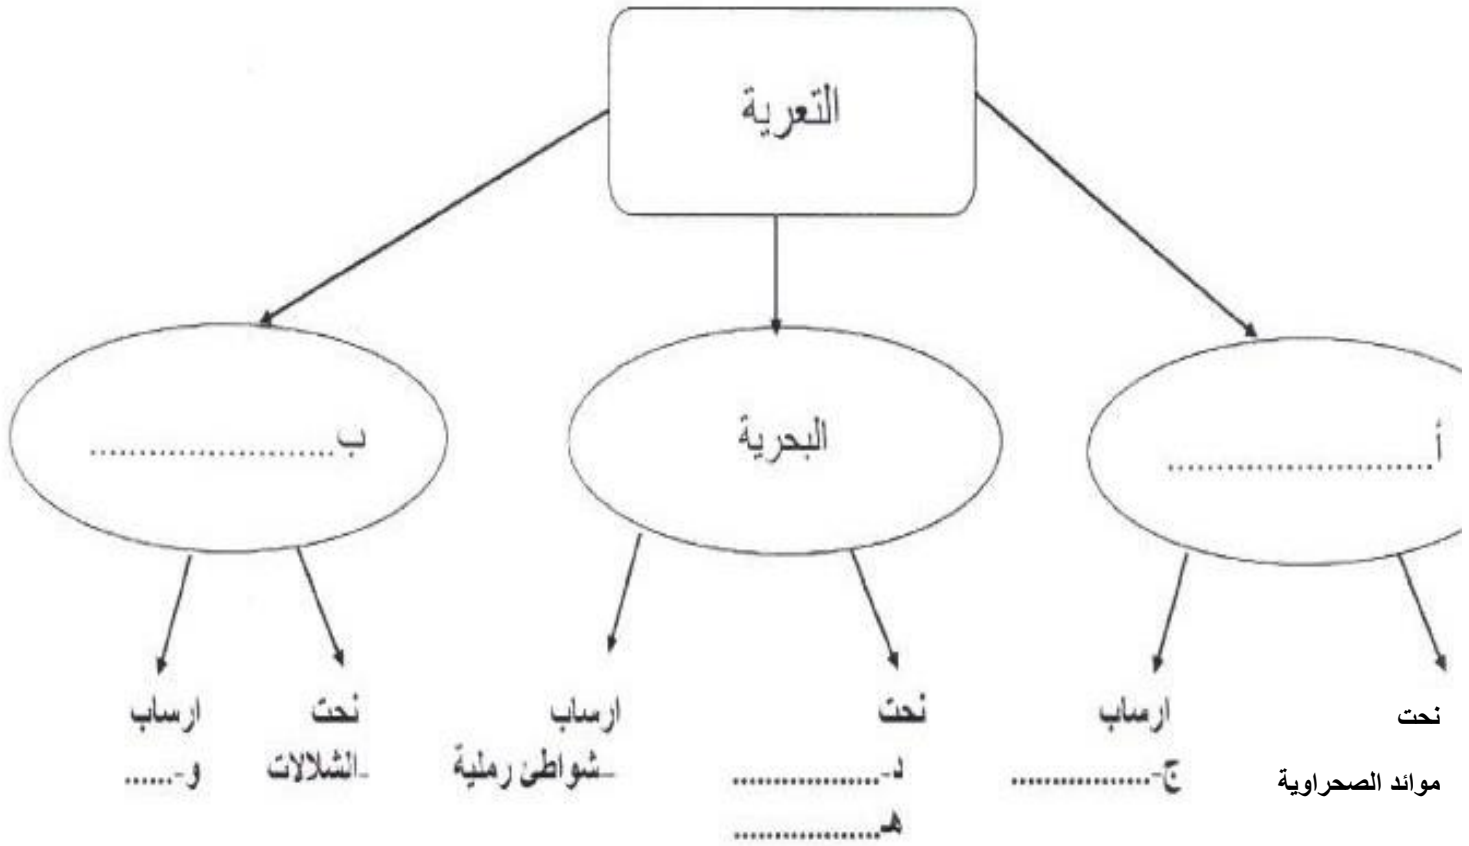 التعرية
أ.........................
البحرية
ب.........................
نحت
موائد الصحراوية
ارساب
ج-.................
نحت
د-.................
هـ.................
ارساب
-شواطئ رملية
نحت
-الشلالات
ارساب
و-......